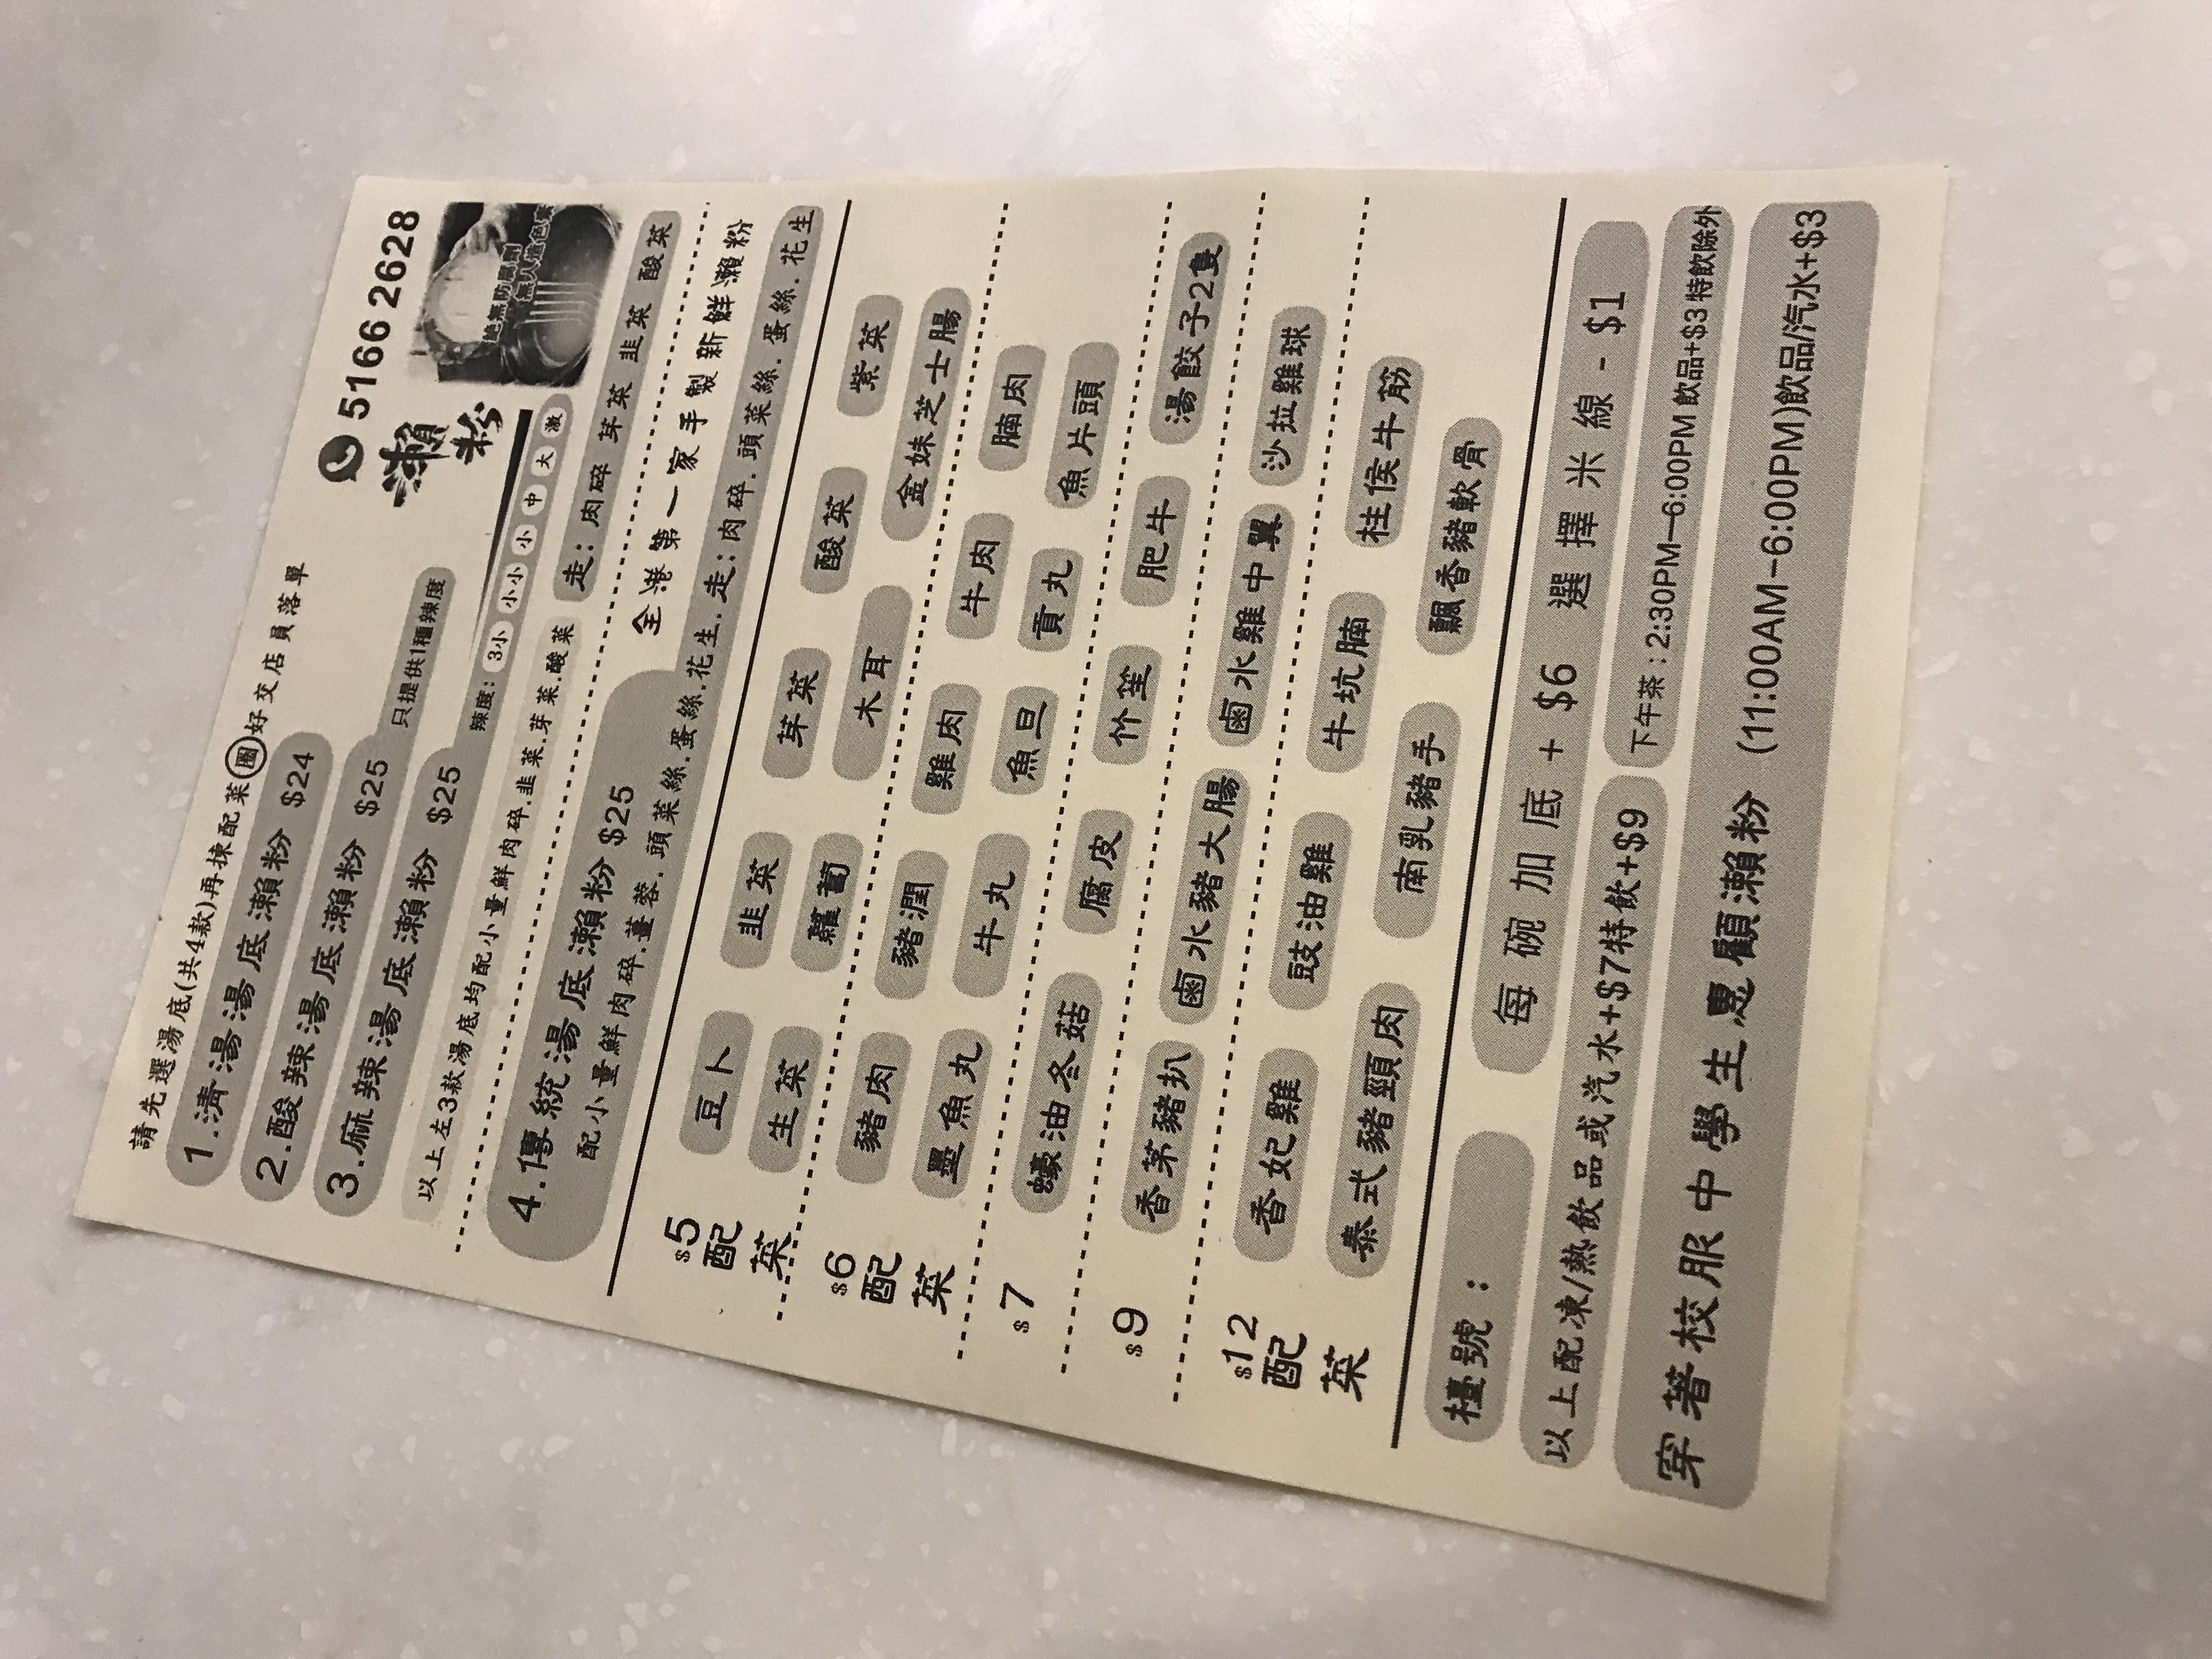 請先選湯底(共4款)再揀配菜圈好交店員落單
5166 2628
瀨粉
1.清湯湯底瀨粉 $24
2.酸辣湯底瀨粉 $25
3.麻辣湯底瀨粉 $25
只提供1種辣度
辣度: 3小 小小 小 中 大 激
以上左3款湯底均配小量鮮肉碎.韭菜.芽菜.酸菜
走: 肉碎 芽菜 韭菜 酸菜
絕無防腐劑
無人造色素
全港第一家手製新鮮瀨粉
4.傳統湯底瀨粉 $25
配小量鮮肉碎.薑蓉.頭菜絲.蛋絲.花生.走:肉碎.頭菜絲.蛋絲.花生
$5配菜
豆卜 韭菜 芽菜 酸菜 紫菜
生菜 蘿蔔 木耳 金妹芝士腸
$6配菜
豬肉 豬潤 雞肉 牛肉 腩肉
墨魚丸 牛丸 魚旦 貢丸 魚片頭
$7
蠔油冬菇 腐皮 竹笙 肥牛 湯餃子2隻
$9
香茅豬扒 鹵水豬大腸 鹵水雞中翼 沙拉雞球
$12配菜
香妃雞 豉油雞 牛坑腩 柱侯牛筋
泰式豬頸肉 南乳豬手 飄香豬軟骨
檯號:
每碗加底+$6 選擇米線-$1
以上配凍/熱飲品或汽水+$7特飲+$9
下午茶:2:30PM—6:00PM 飲品+$3特飲除外
穿著校服中學生惠顧瀨粉 (11:00AM-6:00PM)飲品/汽水+$3